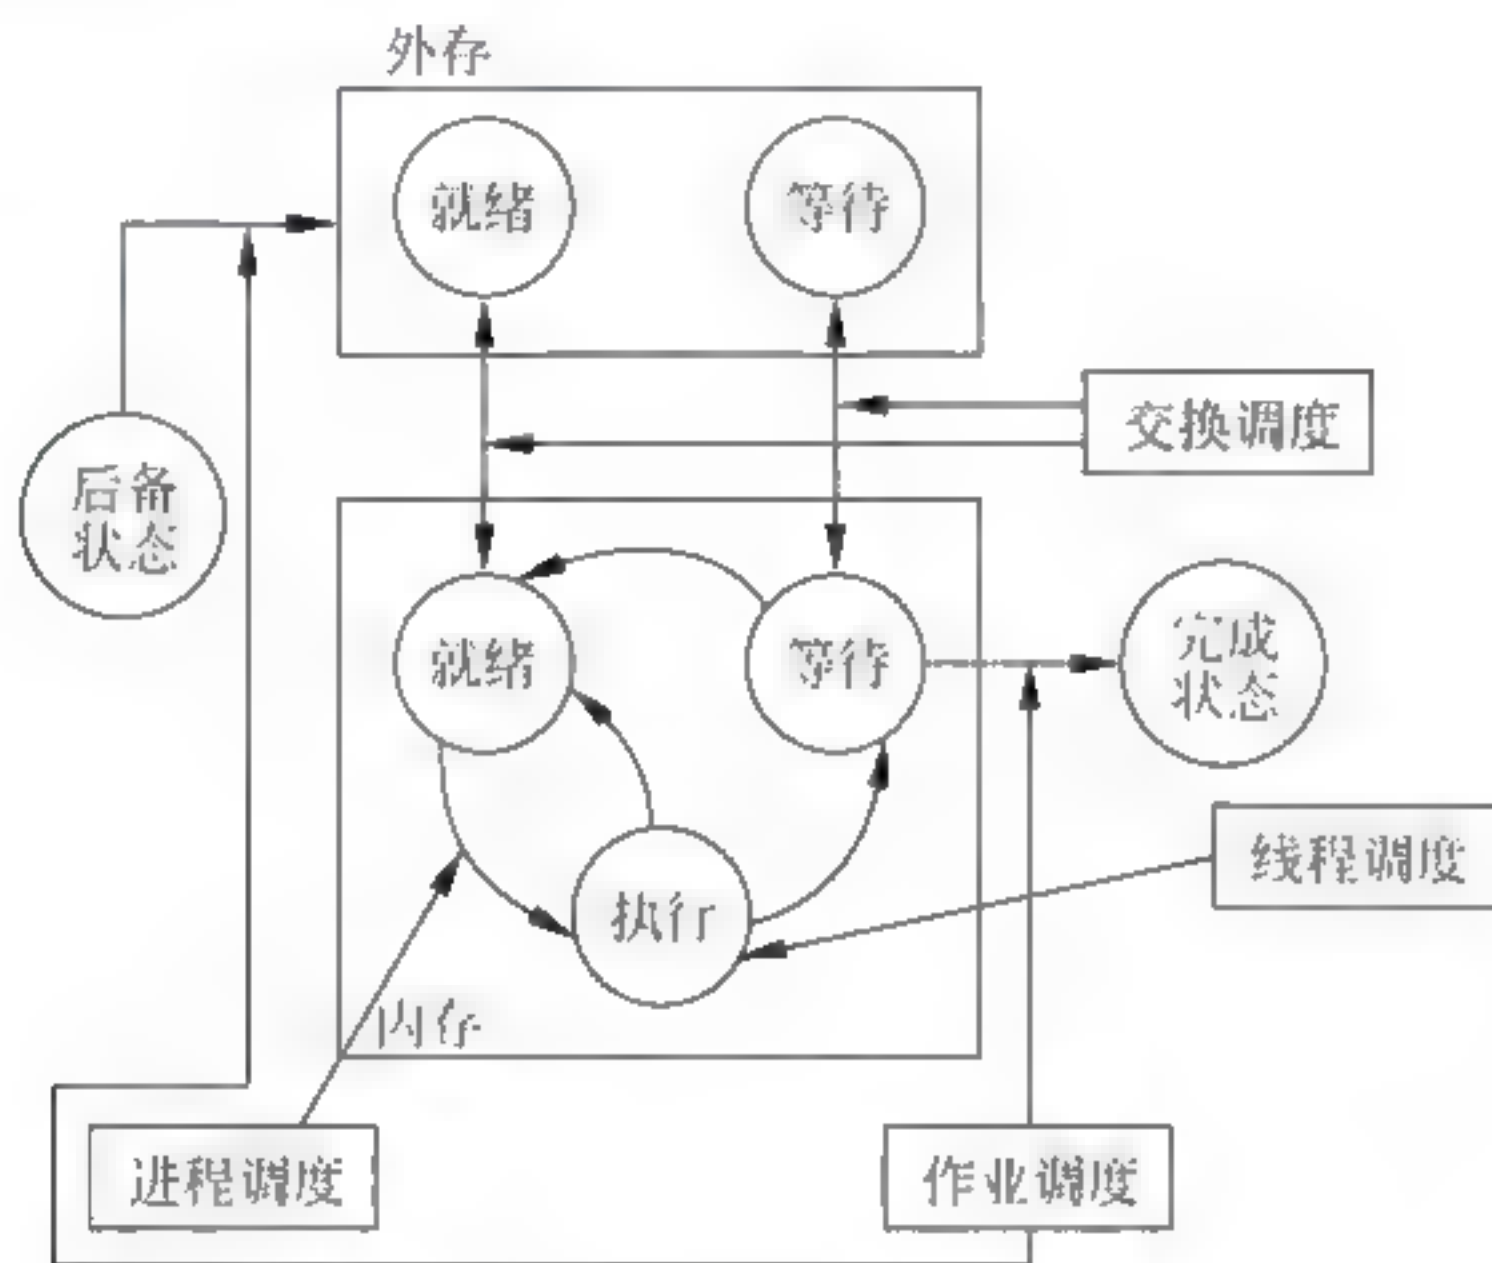 外存
就绪
等待
交换调度
后备
状态
就绪
等待
完成
状态
线程调度
执行
内存
进程调度
作业调度